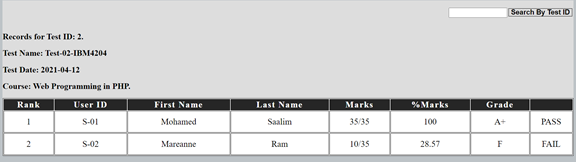 Search By Test ID
Records for Test ID: 2.
Test Name: Test-02-IBM4204
Test Date: 2021-04-12
Course: Web Programming in PHP.
Rank User ID First Name Last Name Marks %Marks Grade
1 S-01 Mohamed Saalim 35/35 100 A+ PASS
2 S-02 Mareanne Ram 10/35 28.57 F FAIL